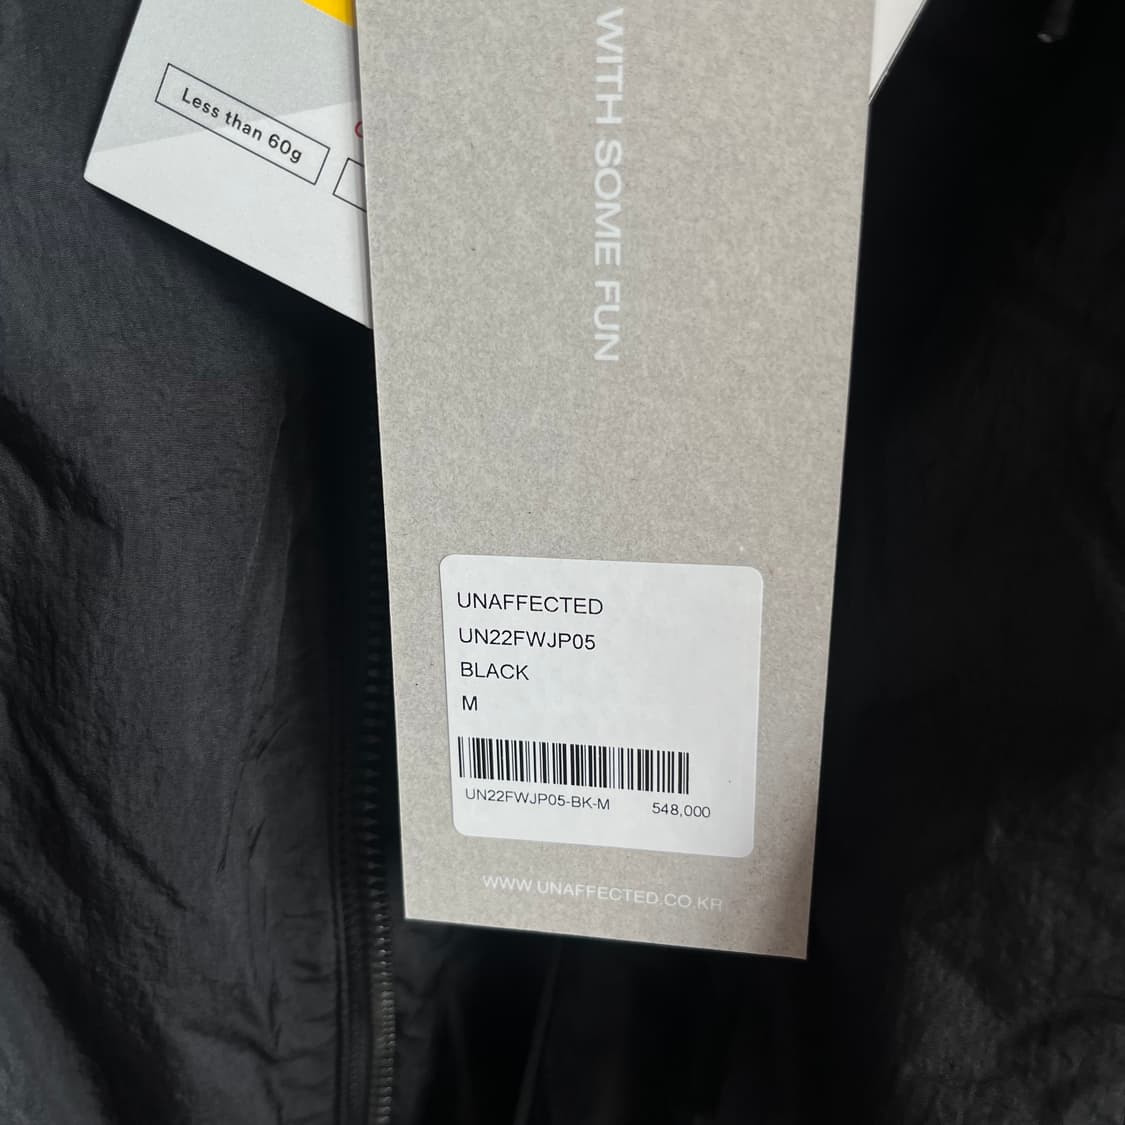 Less than 60g
WITH SOME FUN
UNAFFECTED
UN22FWJP05
BLACK
M
UN22FWJP05-BK-M 548,000
WWW UNAFFECTED.CO.KR